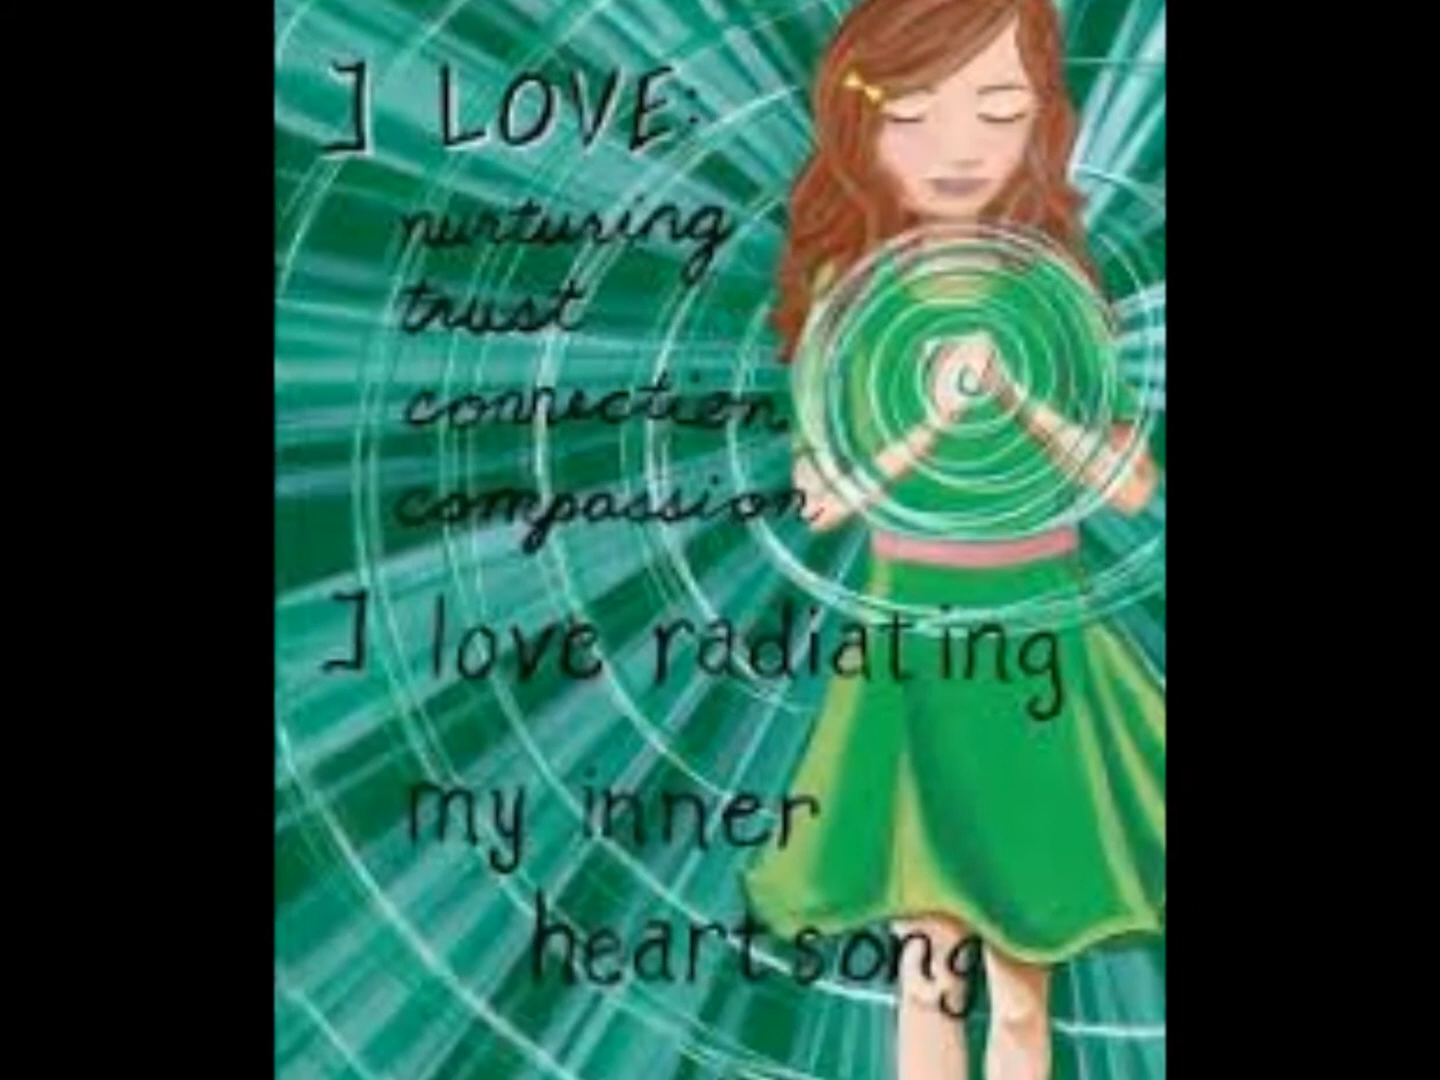 I LOVE:
nurturing
trust
connection
compassion
I love radiating
my inner
heartsong